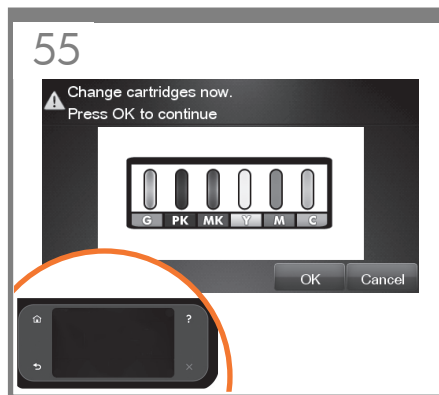 55
Change cartridges now.
Press OK to continue
G PK MK Y M C
OK Cancel
?